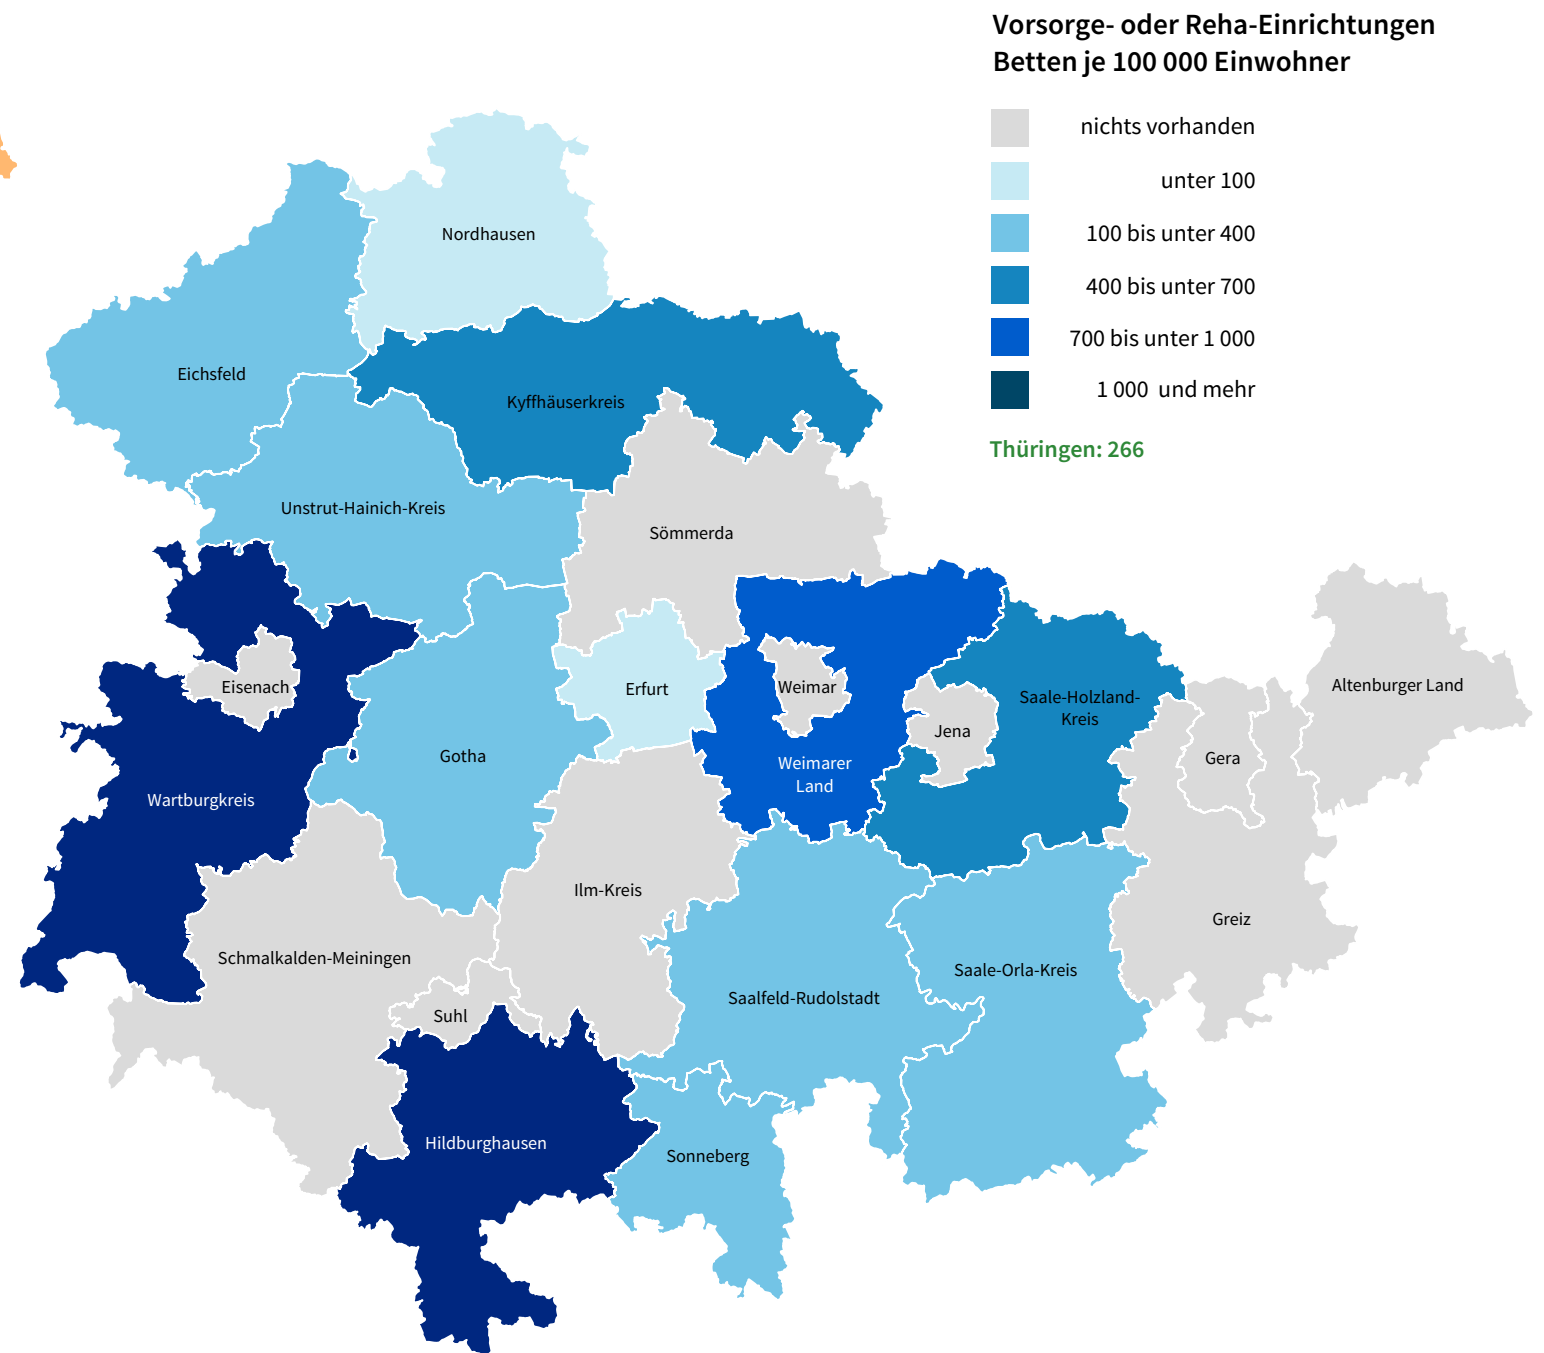 Vorsorge- oder Reha-Einrichtungen
Betten je 100 000 Einwohner
nichts vorhanden
unter 100
100 bis unter 400
400 bis unter 700
700 bis unter 1 000
1 000 und mehr
Thüringen: 266
Nordhausen
Eichsfeld
Kyffhäuserkreis
Unstrut-Hainich-Kreis
Sömmerda
Eisenach
Erfurt
Weimar
Saale-Holzland-
Kreis
Altenburger Land
Jena
Gotha
Gera
Weimarer
Land
Wartburgkreis
Ilm-Kreis
Greiz
Schmalkalden-Meiningen
Saale-Orla-Kreis
Saalfeld-Rudolstadt
Suhl
Hildburghausen
Sonneberg